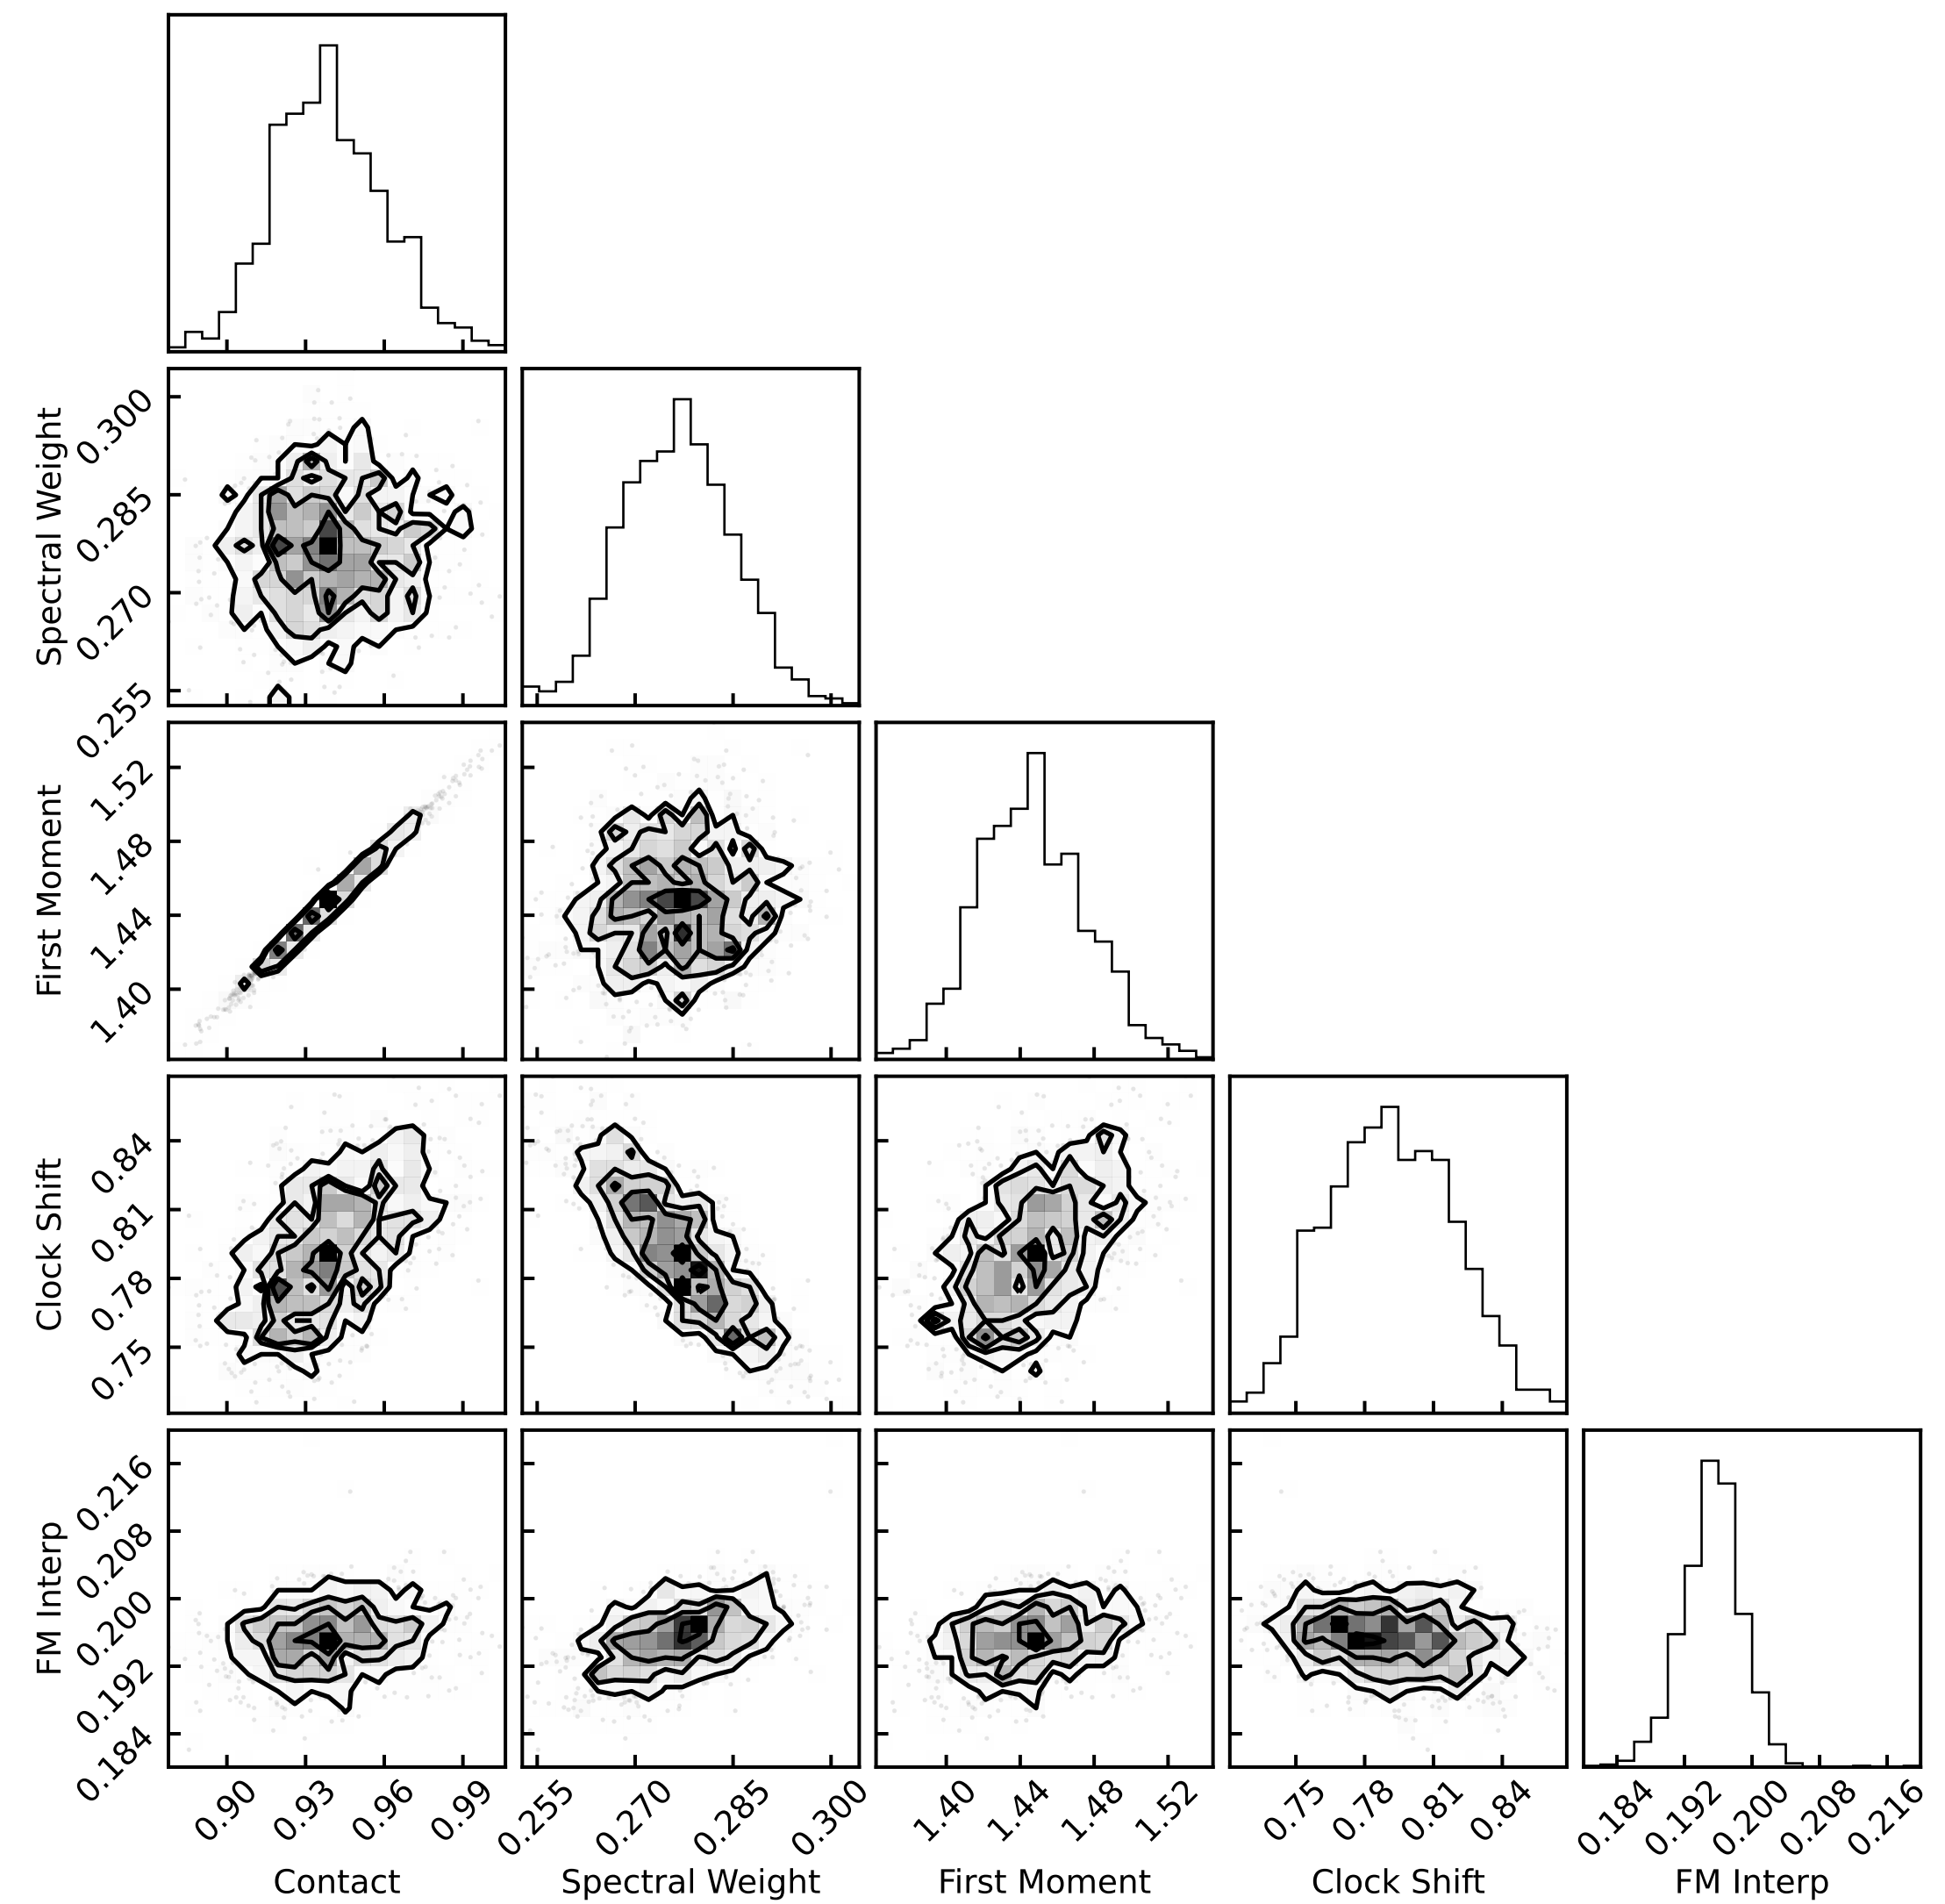 Spectral Weight
0.300
0.285
0.270
0.255
First Moment
1.52
1.48
1.44
1.40
Clock Shift
0.84
0.81
0.78
0.75
FM Interp
0.216
0.208
0.200
0.192
0.184
0.90 0.93 0.96 0.99 0.255 0.270 0.285 0.300 1.40 1.44 1.48 1.52 0.75 0.78 0.81 0.84 0.184 0.192 0.200 0.208 0.216
Contact Spectral Weight First Moment Clock Shift FM Interp